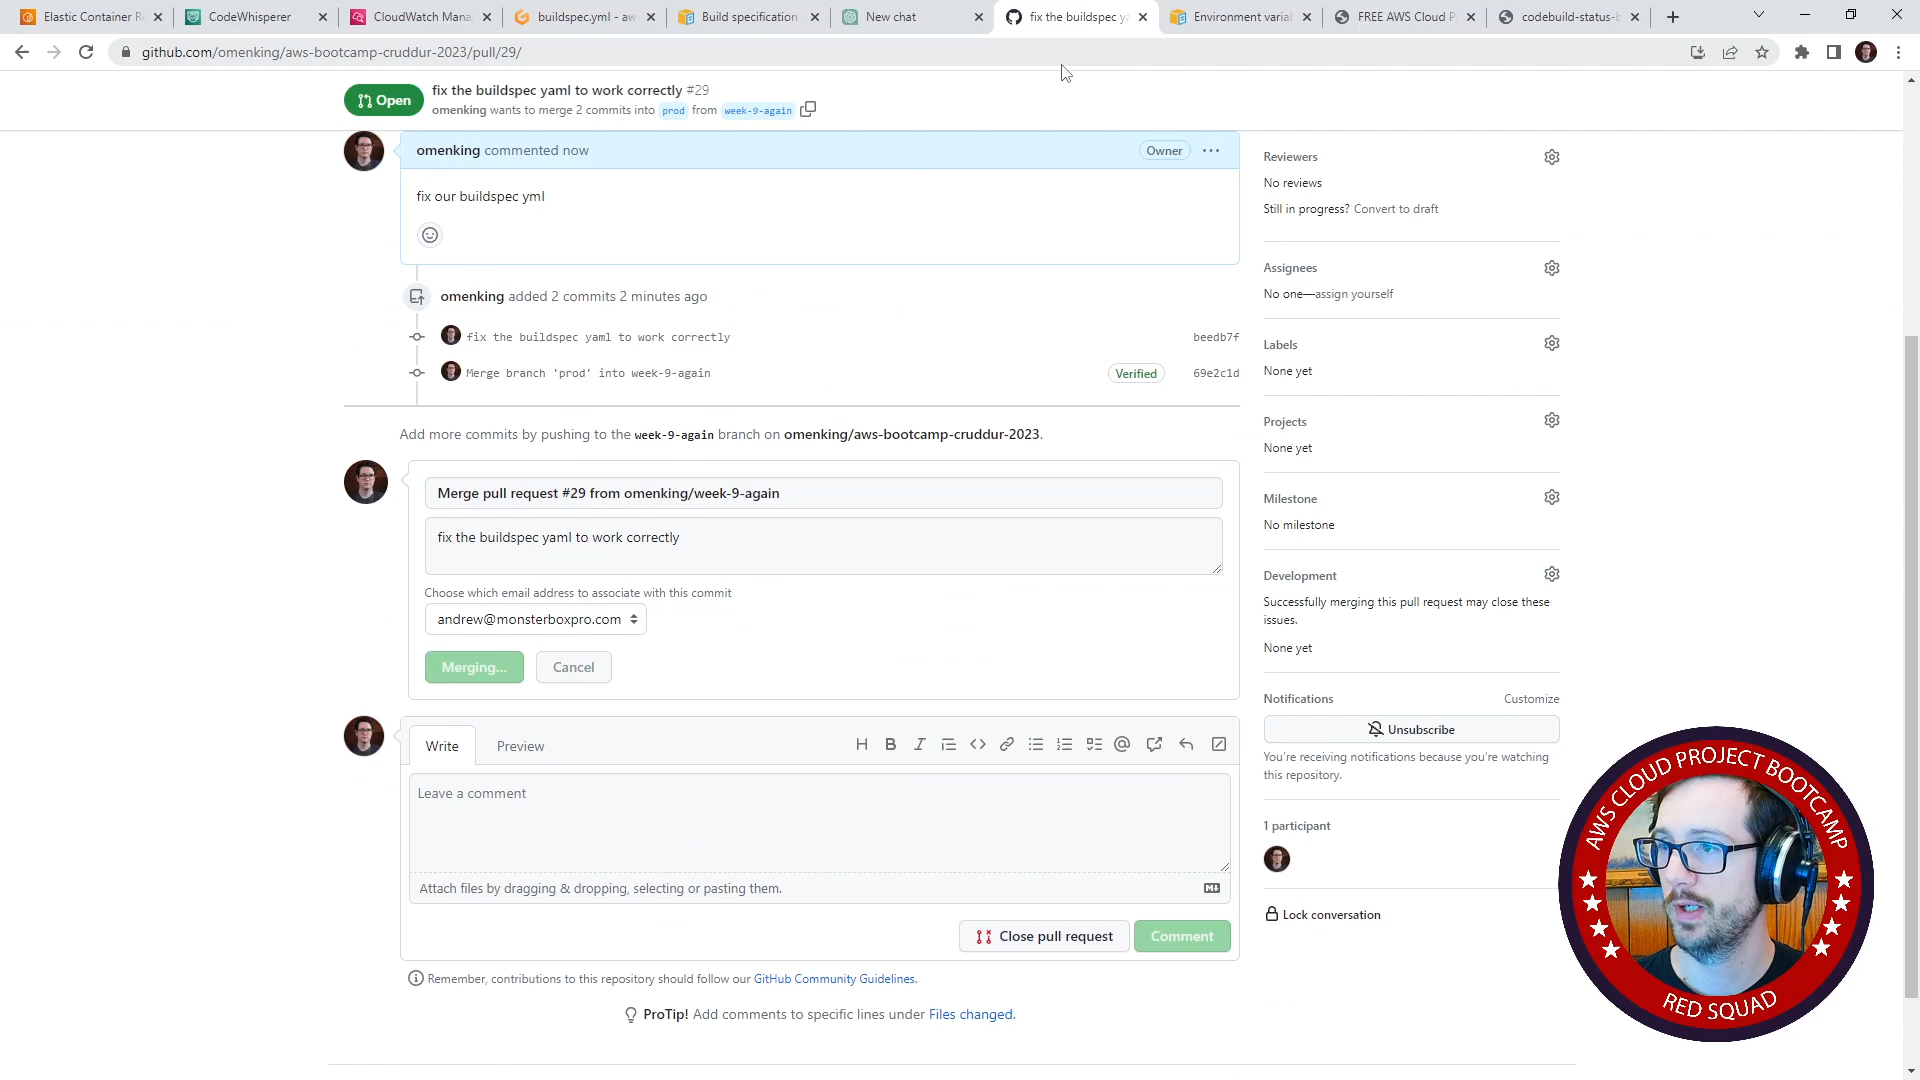 Elastic Container R
CodeWhisperer
CloudWatch Mana
buildspec.yml - aw
Build specification
New chat
fix the buildspec ya
Environment varia
FREE AWS Cloud P
codebuild-status-b
github.com/omenking/aws-bootcamp-cruddur-2023/pull/29/
Open
fix the buildspec yaml to work correctly #29
omenking wants to merge 2 commits into prod from week-9-again
omenking commented now
Owner
fix our buildspec yml
omenking added 2 commits 2 minutes ago
fix the buildspec yaml to work correctly
beedb7f
Merge branch 'prod' into week-9-again
Verified
69e2c1d
Add more commits by pushing to the week-9-again branch on omenking/aws-bootcamp-cruddur-2023.
Merge pull request #29 from omenking/week-9-again
fix the buildspec yaml to work correctly
Choose which email address to associate with this commit
andrew@monsterboxpro.com
Merging...
Cancel
Write
Preview
Leave a comment
Attach files by dragging & dropping, selecting or pasting them.
Close pull request
Comment
Remember, contributions to this repository should follow our GitHub Community Guidelines.
ProTip! Add comments to specific lines under Files changed.
Reviewers
No reviews
Still in progress? Convert to draft
Assignees
No one—assign yourself
Labels
None yet
Projects
None yet
Milestone
No milestone
Development
Successfully merging this pull request may close these
issues.
None yet
Notifications
Customize
Unsubscribe
You're receiving notifications because you're watching
this repository.
1 participant
Lock conversation
AWS CLOUD PROJECT BOOTCAMP
RED SQUAD